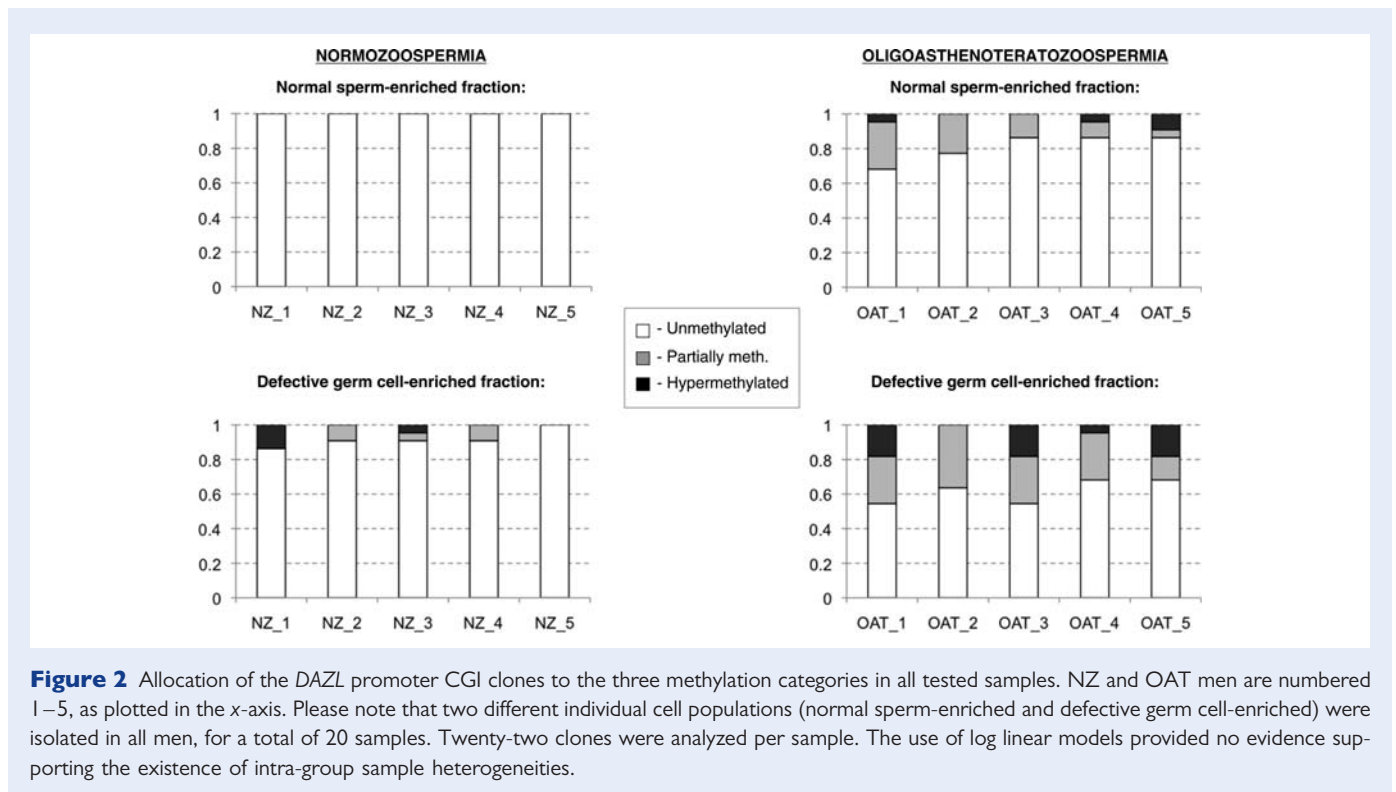 NORMOZOOSPERMIA
Normal sperm-enriched fraction:
1
0.8
0.6
0.4
0.2
0
NZ_1 NZ_2 NZ_3 NZ_4 NZ_5
Defective germ cell-enriched fraction:
1
0.8
0.6
0.4
0.2
0
NZ_1 NZ_2 NZ_3 NZ_4 NZ_5
- Unmethylated
- Partially meth.
- Hypermethylated
OLIGOASTHENOTERATOZOOSPERMIA
Normal sperm-enriched fraction:
1
0.8
0.6
0.4
0.2
0
OAT_1 OAT_2 OAT_3 OAT_4 OAT_5
Defective germ cell-enriched fraction:
1
0.8
0.6
0.4
0.2
0
OAT_1 OAT_2 OAT_3 OAT_4 OAT_5
Figure 2 Allocation of the DAZL promoter CGI clones to the three methylation categories in all tested samples. NZ and OAT men are numbered
1–5, as plotted in the x-axis. Please note that two different individual cell populations (normal sperm-enriched and defective germ cell-enriched) were
isolated in all men, for a total of 20 samples. Twenty-two clones were analyzed per sample. The use of log linear models provided no evidence sup-
porting the existence of intra-group sample heterogeneities.